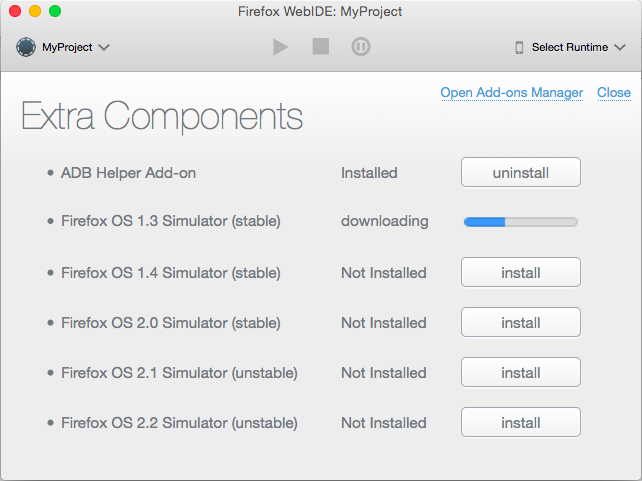 Firefox WebIDE: MyProject
MyProject Select Runtime
Open Add-ons Manager Close
Extra Components
• ADB Helper Add-on Installed uninstall
• Firefox OS 1.3 Simulator (stable) downloading
• Firefox OS 1.4 Simulator (stable) Not Installed install
• Firefox OS 2.0 Simulator (stable) Not Installed install
• Firefox OS 2.1 Simulator (unstable) Not Installed install
• Firefox OS 2.2 Simulator (unstable) Not Installed install